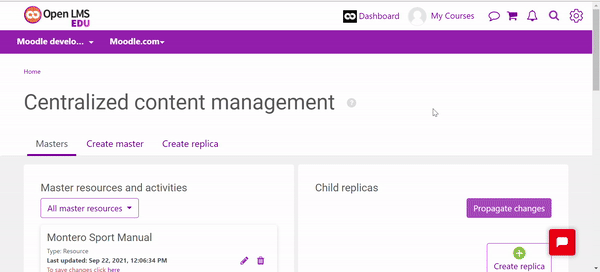 Open LMS
EDU
Dashboard
My Courses
Moodle develo...
Moodle.com
Home
Centralized content management
?
Masters
Create master
Create replica
Master resources and activities
All master resources
Montero Sport Manual
Type: Resource
Last updated: Sep 22, 2021, 12:06:34 PM
To save changes click here
Child replicas
Propagate changes
Create replica